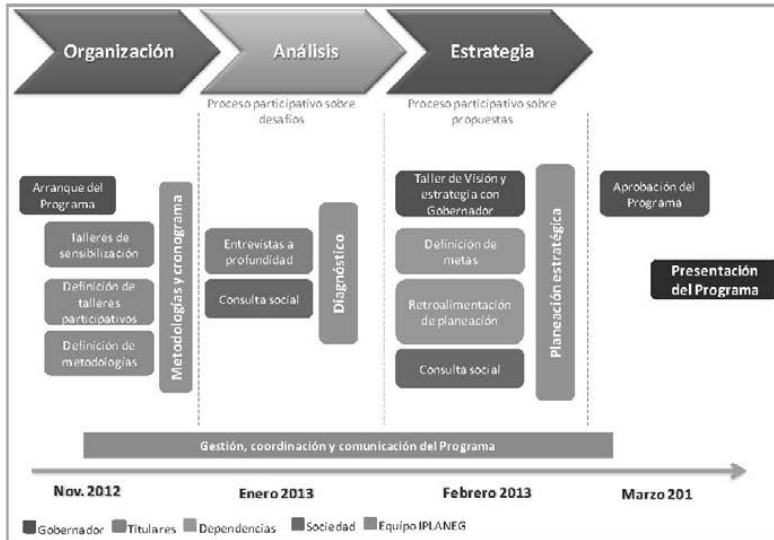 Organización
Análisis
Estrategia
Proceso participativo sobre
desafíos
Proceso participativo sobre
propuestas
Arranque del
Programa
Talleres de
sensibilización
Definición de
talleres
participativos
Definición de
metodologías
Metodologías y cronograma
Entrevistas a
profundidad
Consulta social
Diagnóstico
Taller de Visión y
estrategia con
Gobernador
Definición de
metas
Retroalimentación
de planeación
Consulta social
Planeación estratégica
Aprobación del
Programa
Presentación
del Programa
Gestión, coordinación y comunicación del Programa
Nov. 2012
Enero 2013
Febrero 2013
Marzo 201
Gobernador
Titulares
Dependencias
Sociedad
Equipo IPLANEG